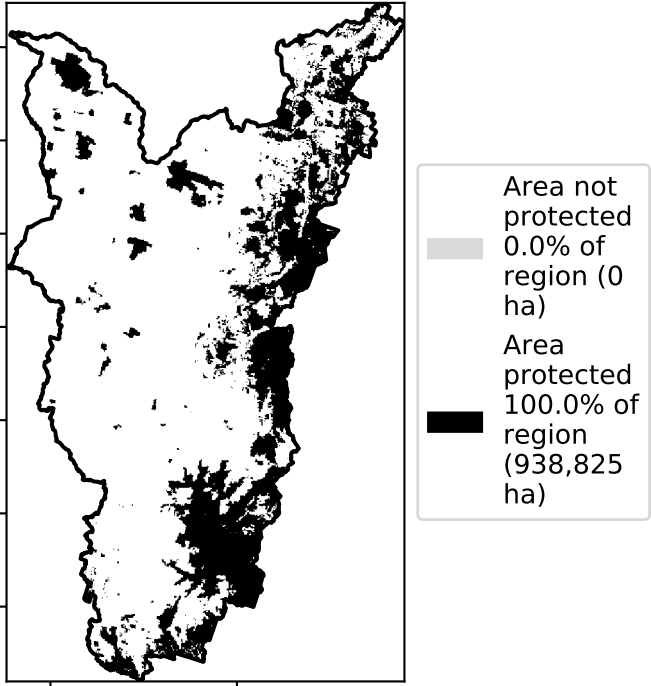 Area not
protected
0.0% of
region (0
ha)
Area
protected
100.0% of
region
(938,825
ha)